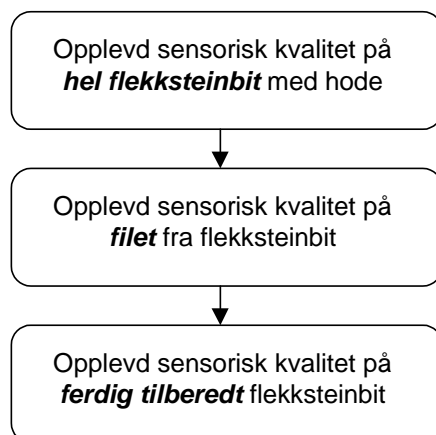 Opplevd sensorisk kvalitet på
hel flekksteinbit med hode
Opplevd sensorisk kvalitet på
filet fra flekksteinbit
Opplevd sensorisk kvalitet på
ferdig tilberedt flekksteinbit